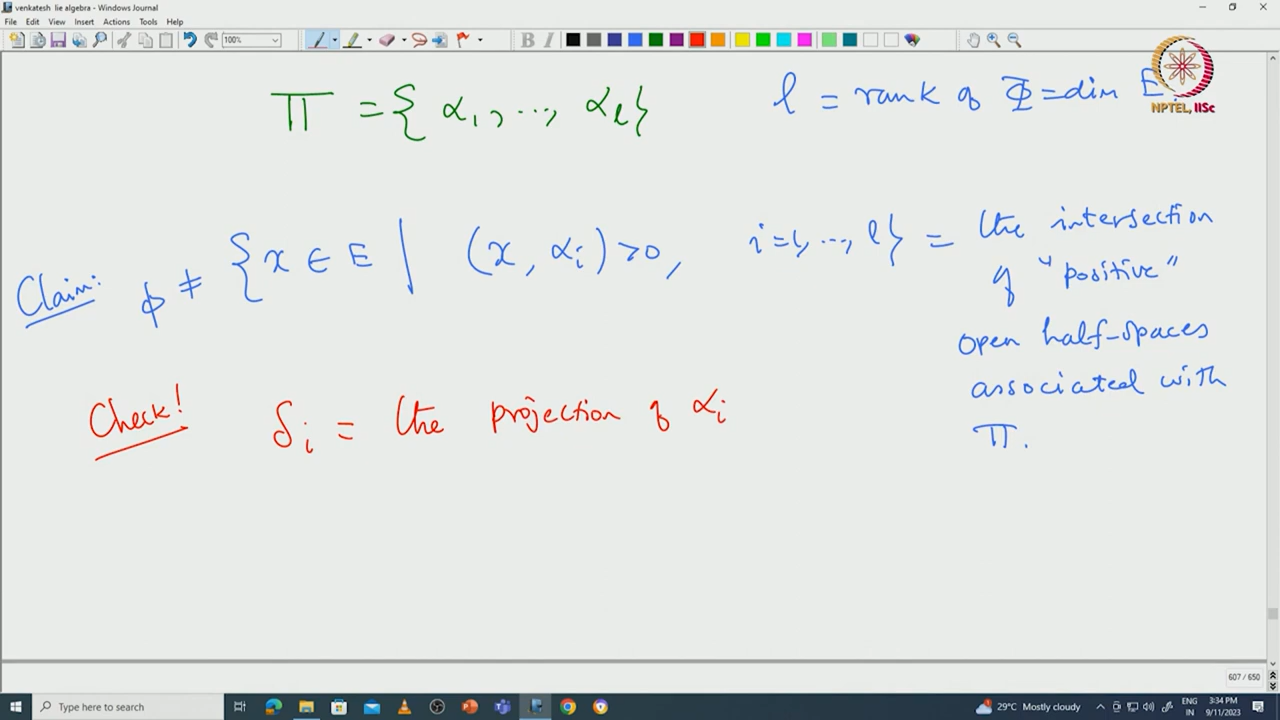 venkatesh lie algebra - Windows Journal
File Edit View Insert Actions Tools Help
100%
B I
NPTEL, IISc
Π = { α₁, ..., αₗ} l = rank of Φ = dim E
Claim: ϕ ≠ { x ∈ E | (x, αᵢ) >0, i=1, ..., l } = the intersection
of "positive"
open half-spaces
associated with
Π.
Check! δᵢ = the projection of αᵢ
607 / 650
Type here to search
29°C Mostly cloudy
ENG
IN
3:34 PM
9/11/2023